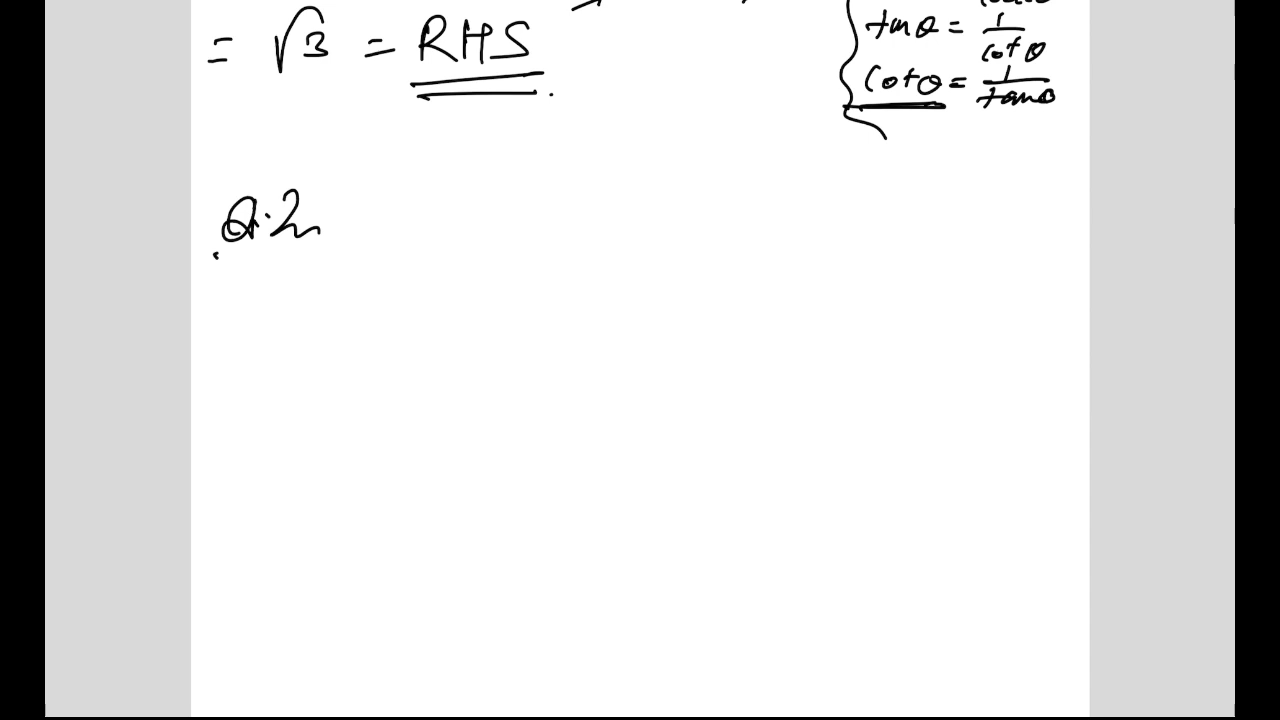 = √3 = RHS.
tanθ = 1/cotθ
cotθ = 1/tanθ
Q.2